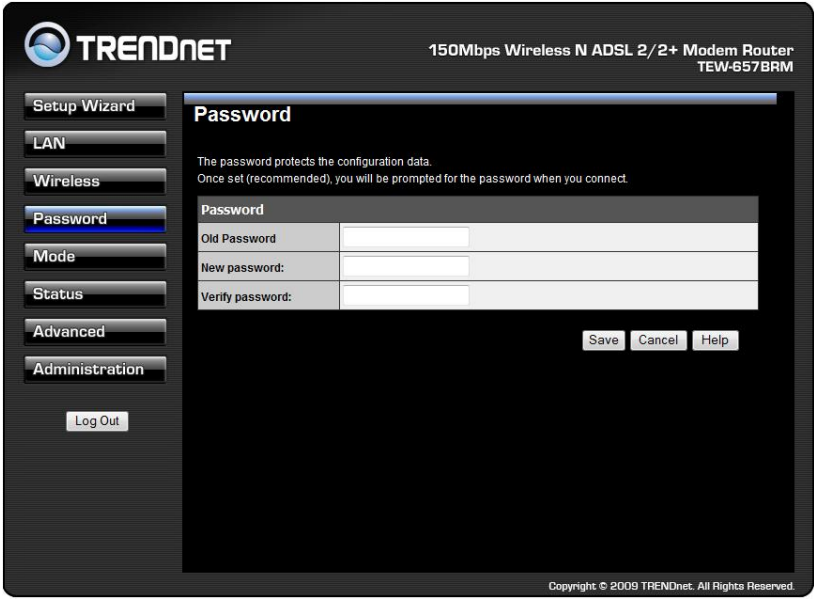 TRENDNET
150Mbps Wireless N ADSL 2/2+ Modem Router
TEW-657BRM
Setup Wizard
LAN
Wireless
Password
Mode
Status
Advanced
Administration
Log Out
Password
The password protects the configuration data.
Once set (recommended), you will be prompted for the password when you connect.
Password
Old Password
New password:
Verify password:
Save Cancel Help
Copyright © 2009 TRENDnet. All Rights Reserved.